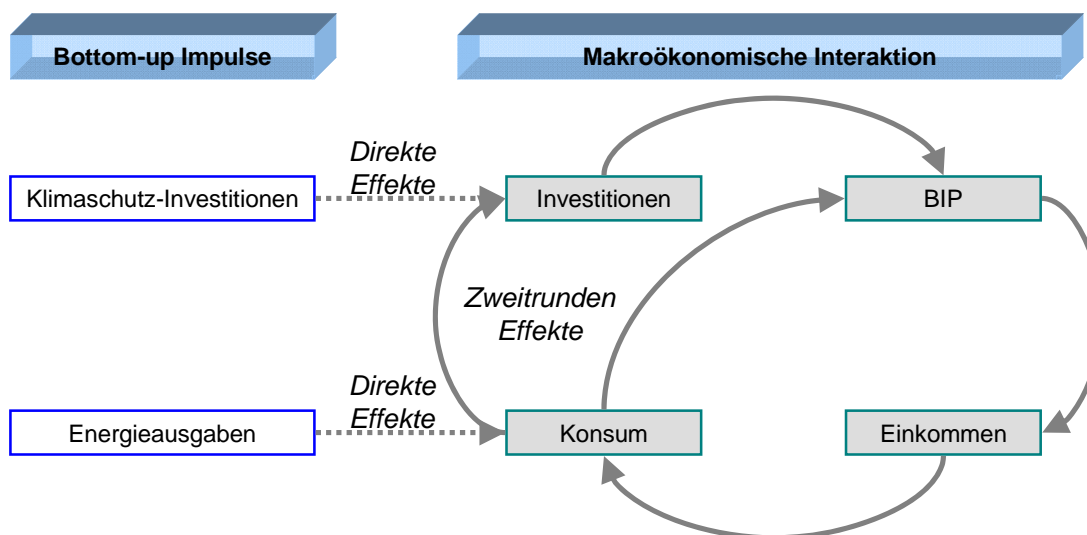 Bottom-up Impulse
Makroökonomische Interaktion
Direkte
Effekte
Klimaschutz-Investitionen
Investitionen
BIP
Zweitrunden
Effekte
Direkte
Effekte
Energieausgaben
Konsum
Einkommen